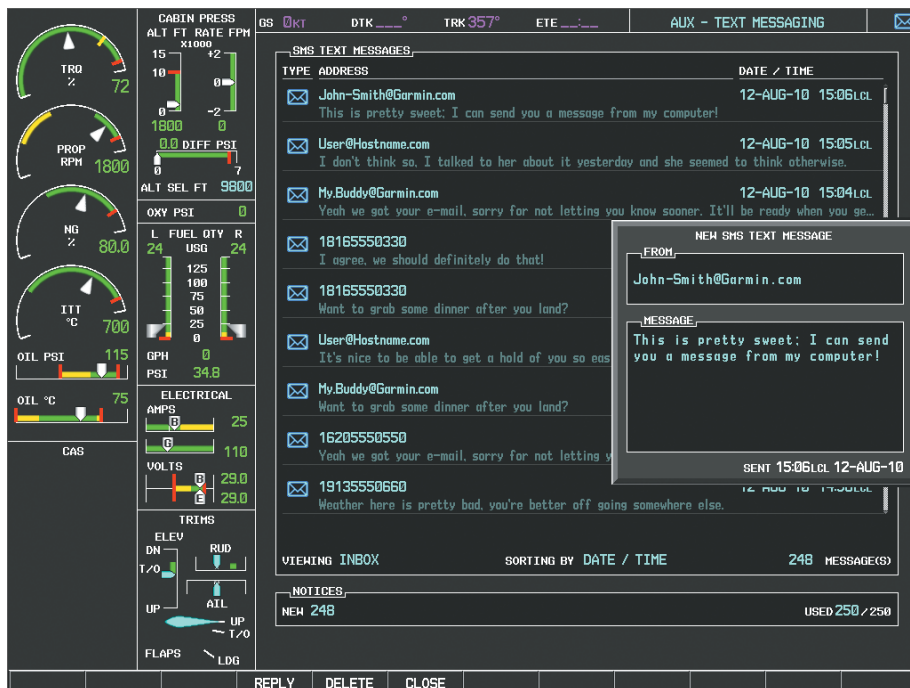 GS 0KT DTK ___° TRK 357° ETE __:__ AUX - TEXT MESSAGING
TRQ
%
72
PROP
RPM
1800
NG
%
80.0
ITT
°C
700
OIL PSI 115
OIL °C 75
CAS
CABIN PRESS
ALT FT RATE FPM
X1000
15 +2
10 0
0 -2
1800 0
0.0 DIFF PSI
0 7
ALT SEL FT 9800
OXY PSI 0
L FUEL QTY R
24 USG 24
125
100
75
50
25
0
GPH 0
PSI 34.8
ELECTRICAL
AMPS
B 25
G 110
VOLTS
B 29.0
E 29.0
TRIMS
ELEV
DN RUD
T/O
UP AIL
UP
T/O
FLAPS LDG
SMS TEXT MESSAGES
TYPE ADDRESS DATE / TIME
John-Smith@Garmin.com 12-AUG-10 15:06LCL
This is pretty sweet; I can send you a message from my computer!
User@Hostname.com 12-AUG-10 15:05LCL
I don't think so, I talked to her about it yesterday and she seemed to think otherwise.
My.Buddy@Garmin.com 12-AUG-10 15:04LCL
Yeah we got your e-mail, sorry for not letting you know sooner. It'll be ready when you ge…
18165550330
I agree, we should definitely do that!
18165550330
Want to grab some dinner after you land?
User@Hostname.com
It's nice to be able to get a hold of you so eas
My.Buddy@Garmin.com
Want to grab some dinner after you land?
16205550550
Yeah we got your e-mail, sorry for not letting y
19135550660
Weather here is pretty bad, you're better off going somewhere else.
NEW SMS TEXT MESSAGE
FROM
John-Smith@Garmin.com
MESSAGE
This is pretty sweet; I can send
you a message from my computer!
SENT 15:06LCL 12-AUG-10
VIEWING INBOX SORTING BY DATE / TIME 248 MESSAGE(S)
NOTICES
NEW 248 USED 250/250
REPLY DELETE CLOSE